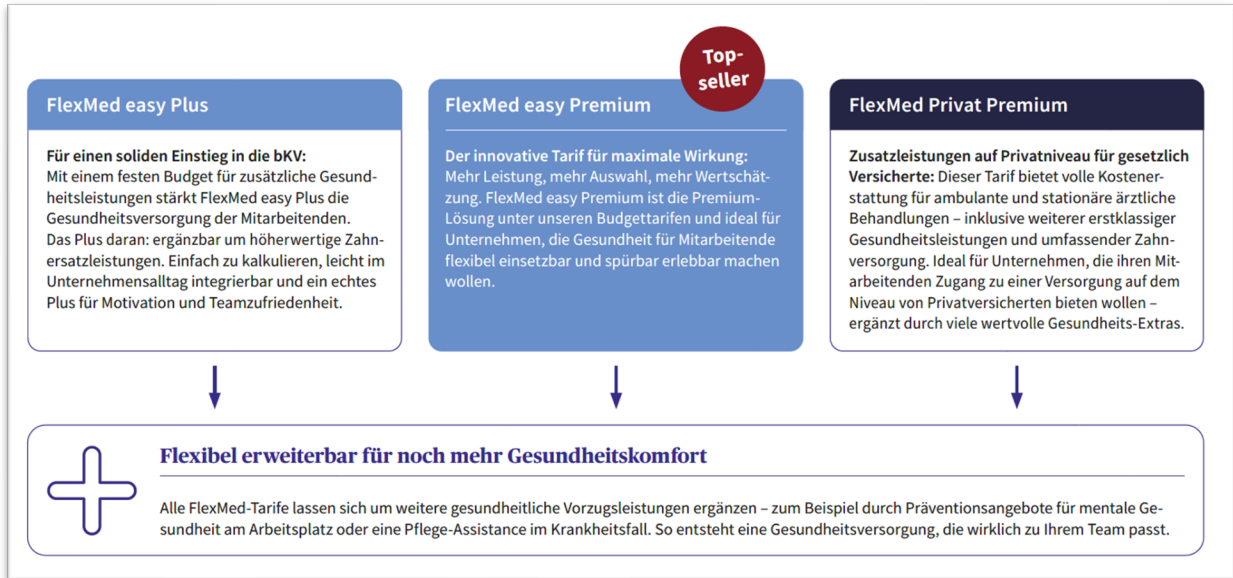 Top-
seller
FlexMed easy Plus
Für einen soliden Einstieg in die bKV:
Mit einem festen Budget für zusätzliche Gesund-
heitsleistungen stärkt FlexMed easy Plus die
Gesundheitsversorgung der Mitarbeitenden.
Das Plus daran: ergänzbar um höherwertige Zahn-
ersatzleistungen. Einfach zu kalkulieren, leicht im
Unternehmensalltag integrierbar und ein echtes
Plus für Motivation und Teamzufriedenheit.
FlexMed easy Premium
Der innovative Tarif für maximale Wirkung:
Mehr Leistung, mehr Auswahl, mehr Wertschät-
zung. FlexMed easy Premium ist die Premium-
Lösung unter unseren Budgettarifen und ideal für
Unternehmen, die Gesundheit für Mitarbeitende
flexibel einsetzbar und spürbar erlebbar machen
wollen.
FlexMed Privat Premium
Zusatzleistungen auf Privatniveau für gesetzlich
Versicherte: Dieser Tarif bietet volle Kostener-
stattung für ambulante und stationäre ärztliche
Behandlungen – inklusive weiterer erstklassiger
Gesundheitsleistungen und umfassender Zahn-
versorgung. Ideal für Unternehmen, die ihren Mit-
arbeitenden Zugang zu einer Versorgung auf dem
Niveau von Privatversicherten bieten wollen –
ergänzt durch viele wertvolle Gesundheits-Extras.
Flexibel erweiterbar für noch mehr Gesundheitskomfort
Alle FlexMed-Tarife lassen sich um weitere gesundheitliche Vorzugsleistungen ergänzen – zum Beispiel durch Präventionsangebote für mentale Ge-
sundheit am Arbeitsplatz oder eine Pflege-Assistance im Krankheitsfall. So entsteht eine Gesundheitsversorgung, die wirklich zu Ihrem Team passt.